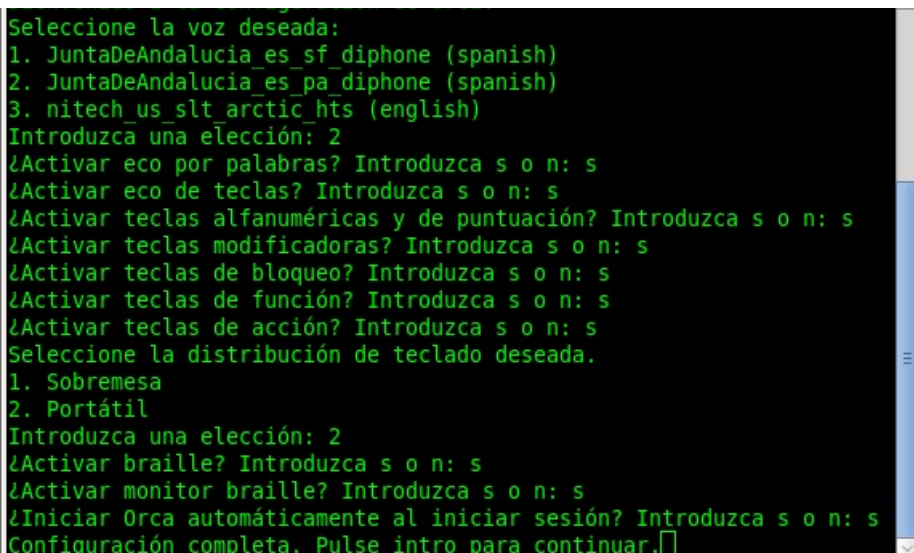 Seleccione la voz deseada:
1. JuntaDeAndalucia_es_sf_diphone (spanish)
2. JuntaDeAndalucia_es_pa_diphone (spanish)
3. nitech_us_slt_arctic_hts (english)
Introduzca una elección: 2
¿Activar eco por palabras? Introduzca s o n: s
¿Activar eco de teclas? Introduzca s o n: s
¿Activar teclas alfanuméricas y de puntuación? Introduzca s o n: s
¿Activar teclas modificadoras? Introduzca s o n: s
¿Activar teclas de bloqueo? Introduzca s o n: s
¿Activar teclas de función? Introduzca s o n: s
¿Activar teclas de acción? Introduzca s o n: s
Seleccione la distribución de teclado deseada.
1. Sobremesa
2. Portátil
Introduzca una elección: 2
¿Activar braille? Introduzca s o n: s
¿Activar monitor braille? Introduzca s o n: s
¿Iniciar Orca automáticamente al iniciar sesión? Introduzca s o n: s
Configuración completa. Pulse intro para continuar.